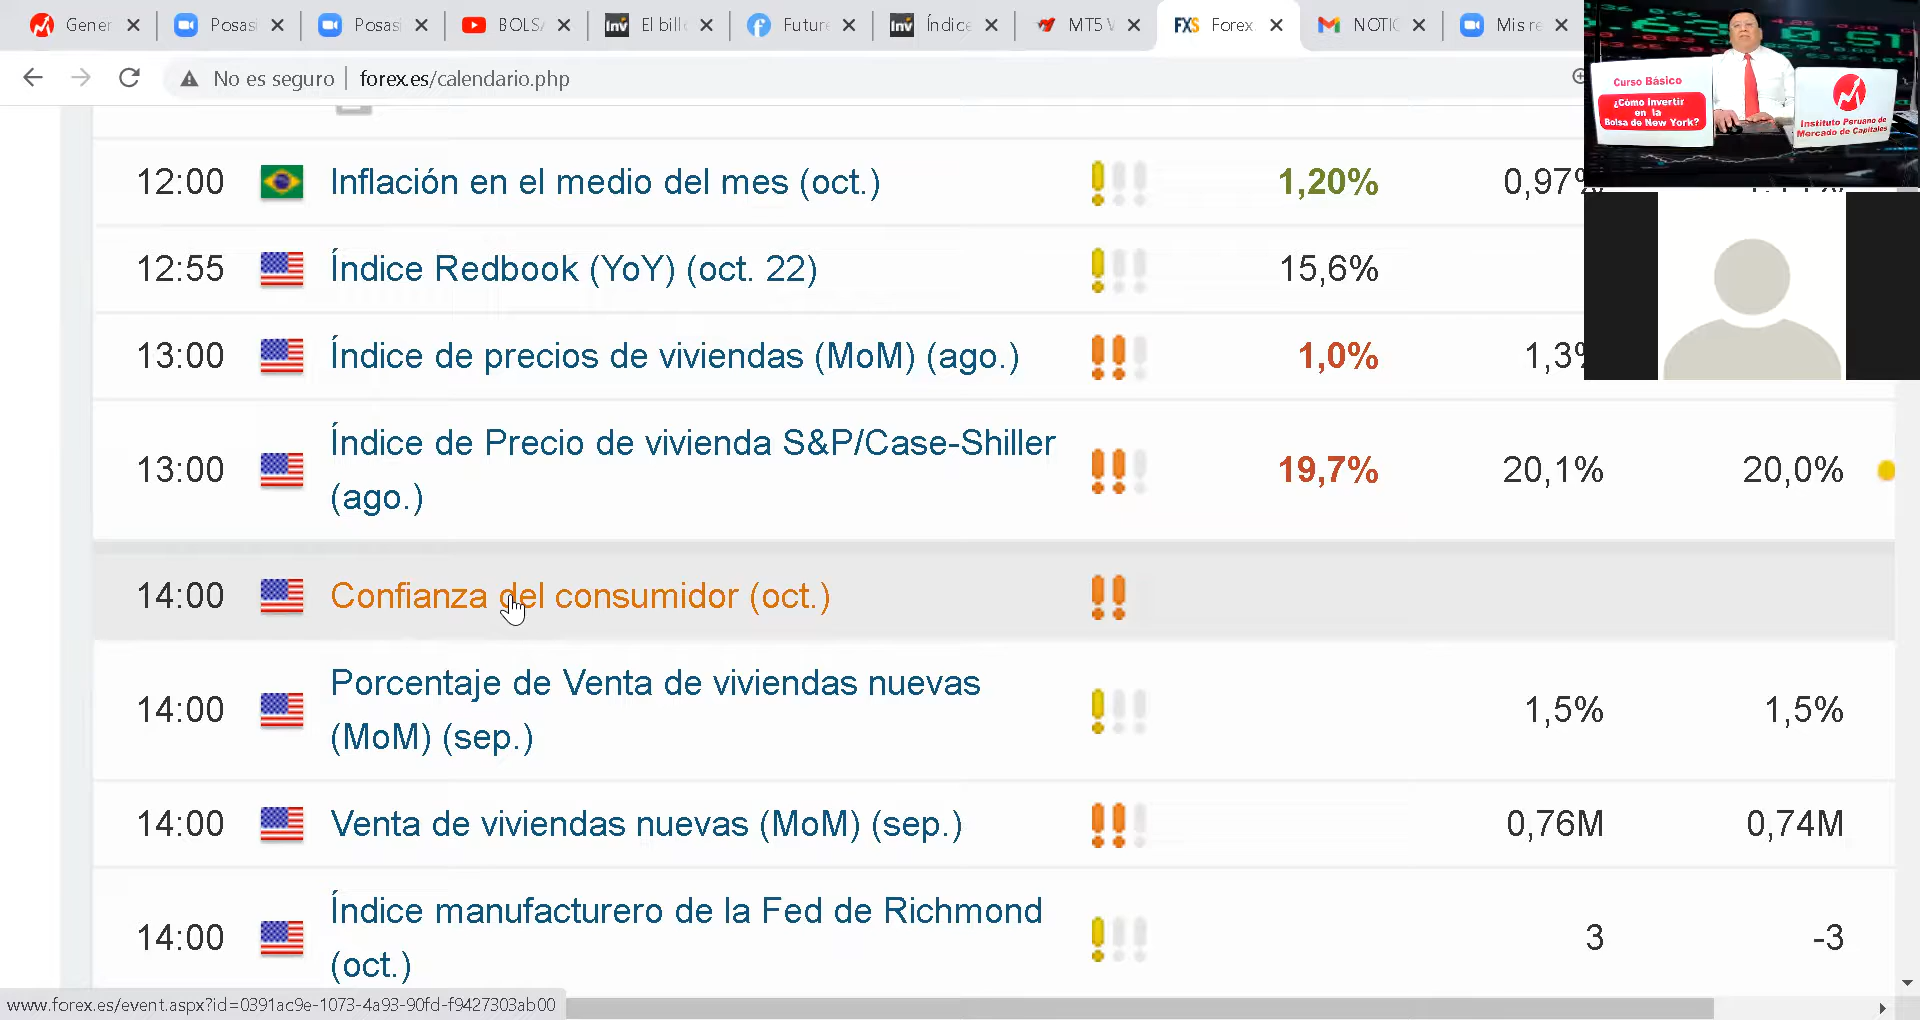 Gener
Posas
Posas
BOLSA
El bille
Future
Índice
MT5 V
FXS Forex
NOTIC
Mis re
No es seguro | forex.es/calendario.php
Curso Básico
¿Cómo Invertir
en la
Bolsa de New York?
Instituto Peruano de
Mercado de Capitales
12:00 Inflación en el medio del mes (oct.) 1,20% 0,97%
12:55 Índice Redbook (YoY) (oct. 22) 15,6%
13:00 Índice de precios de viviendas (MoM) (ago.) 1,0% 1,3%
13:00 Índice de Precio de vivienda S&P/Case-Shiller
(ago.) 19,7% 20,1% 20,0%
14:00 Confianza del consumidor (oct.)
14:00 Porcentaje de Venta de viviendas nuevas
(MoM) (sep.) 1,5% 1,5%
14:00 Venta de viviendas nuevas (MoM) (sep.) 0,76M 0,74M
14:00 Índice manufacturero de la Fed de Richmond
(oct.) 3 -3
www.forex.es/event.aspx?id=0391ac9e-1073-4a93-90fd-f9427303ab00